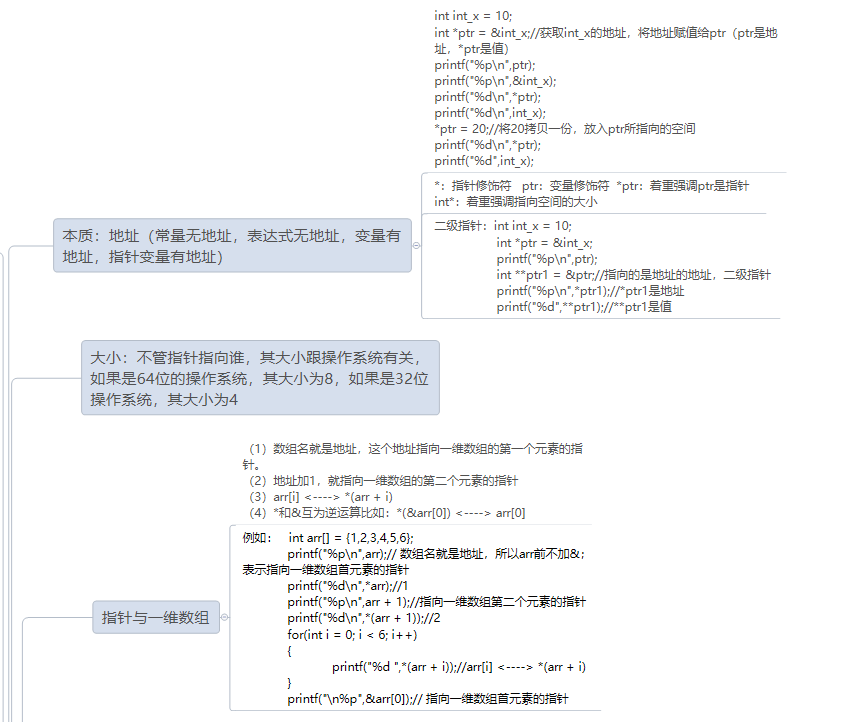 int int_x = 10;
int *ptr = &int_x;//获取int_x的地址，将地址赋值给ptr（ptr是地
址，*ptr是值）
printf("%p\n",ptr);
printf("%p\n",&int_x);
printf("%d\n",*ptr);
printf("%d\n",int_x);
*ptr = 20;//将20拷贝一份，放入ptr所指向的空间
printf("%d\n",*ptr);
printf("%d",int_x);
*：指针修饰符 ptr：变量修饰符 *ptr：着重强调ptr是指针
int*：着重强调指向空间的大小
本质：地址（常量无地址，表达式无地址，变量有
地址，指针变量有地址）
二级指针：int int_x = 10;
int *ptr = &int_x;
printf("%p\n",ptr);
int **ptr1 = &ptr;//指向的是地址的地址，二级指针
printf("%p\n",*ptr1);//*ptr1是地址
printf("%d",**ptr1);//**ptr1是值
大小：不管指针指向谁，其大小跟操作系统有关，
如果是64位的操作系统，其大小为8，如果是32位
操作系统，其大小为4
（1）数组名就是地址，这个地址指向一维数组的第一个元素的指
针。
（2）地址加1，就指向一维数组的第二个元素的指针
（3）arr[i] <----> *(arr + i)
（4）*和&互为逆运算比如：*(&arr[0]) <----> arr[0]
例如： int arr[] = {1,2,3,4,5,6};
printf("%p\n",arr);// 数组名就是地址，所以arr前不加&；
表示指向一维数组首元素的指针
printf("%d\n",*arr);//1
printf("%p\n",arr + 1);//指向一维数组第二个元素的指针
printf("%d\n",*(arr + 1));//2
for(int i = 0; i < 6; i++)
{
printf("%d ",*(arr + i));//arr[i] <----> *(arr + i)
}
printf("\n%p",&arr[0]);// 指向一维数组首元素的指针
指针与一维数组